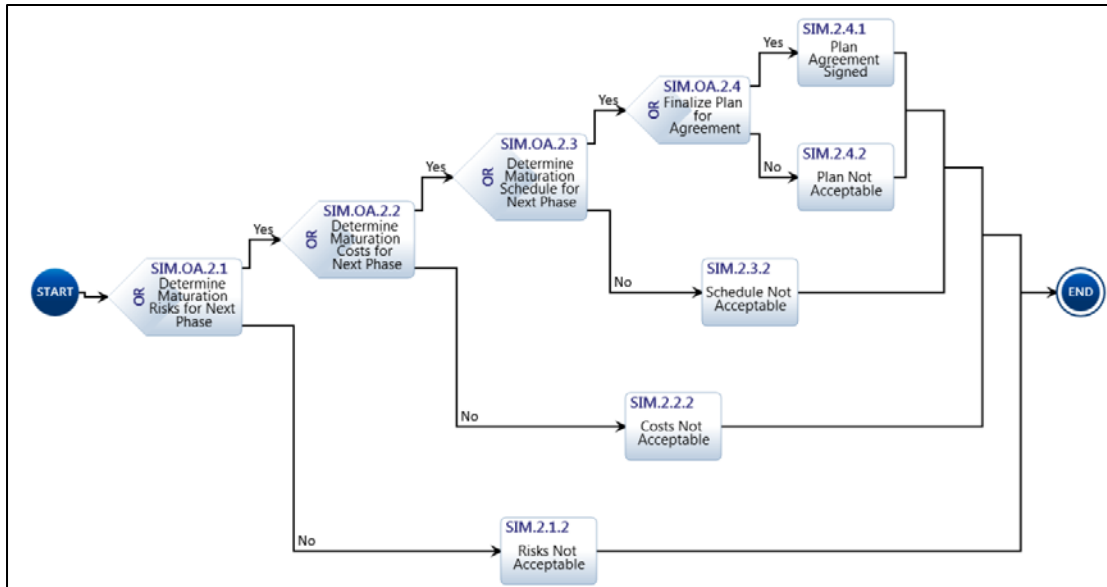 START
OR
SIM.OA.2.1
Determine
Maturation
Risks for Next
Phase
Yes
No
OR
SIM.OA.2.2
Determine
Maturation
Costs for
Next Phase
Yes
No
OR
SIM.OA.2.3
Determine
Maturation
Schedule for
Next Phase
Yes
No
OR
SIM.OA.2.4
Finalize Plan
for
Agreement
Yes
No
SIM.2.4.1
Plan
Agreement
Signed
SIM.2.4.2
Plan Not
Acceptable
SIM.2.3.2
Schedule Not
Acceptable
SIM.2.2.2
Costs Not
Acceptable
SIM.2.1.2
Risks Not
Acceptable
END